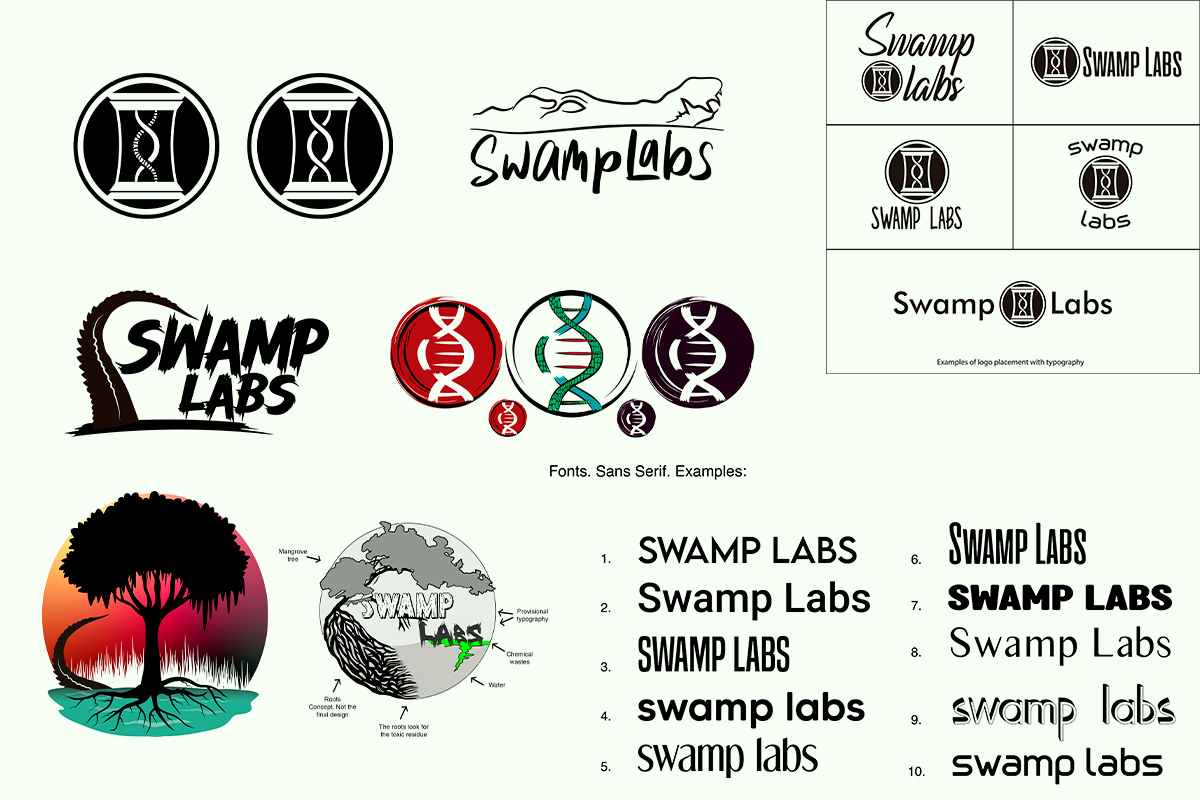 SwampLabs
Swamp
labs
SWAMP LABS
SWAMP LABS
swamp
labs
Swamp Labs
Examples of logo placement with typography
SWAMP
LABS
Fonts. Sans Serif. Examples:
Mangrove
tree
SWAMP
LABS
Provisional
typography
Chemical
wastes
Water
Roots
Concept. Not the
final design
The roots look for
the toxic residue
1. SWAMP LABS
2. Swamp Labs
3. SWAMP LABS
4. swamp labs
5. swamp labs
6. SWAMP LABS
7. SWAMP LABS
8. Swamp Labs
9. swamp labs
10. swamp labs